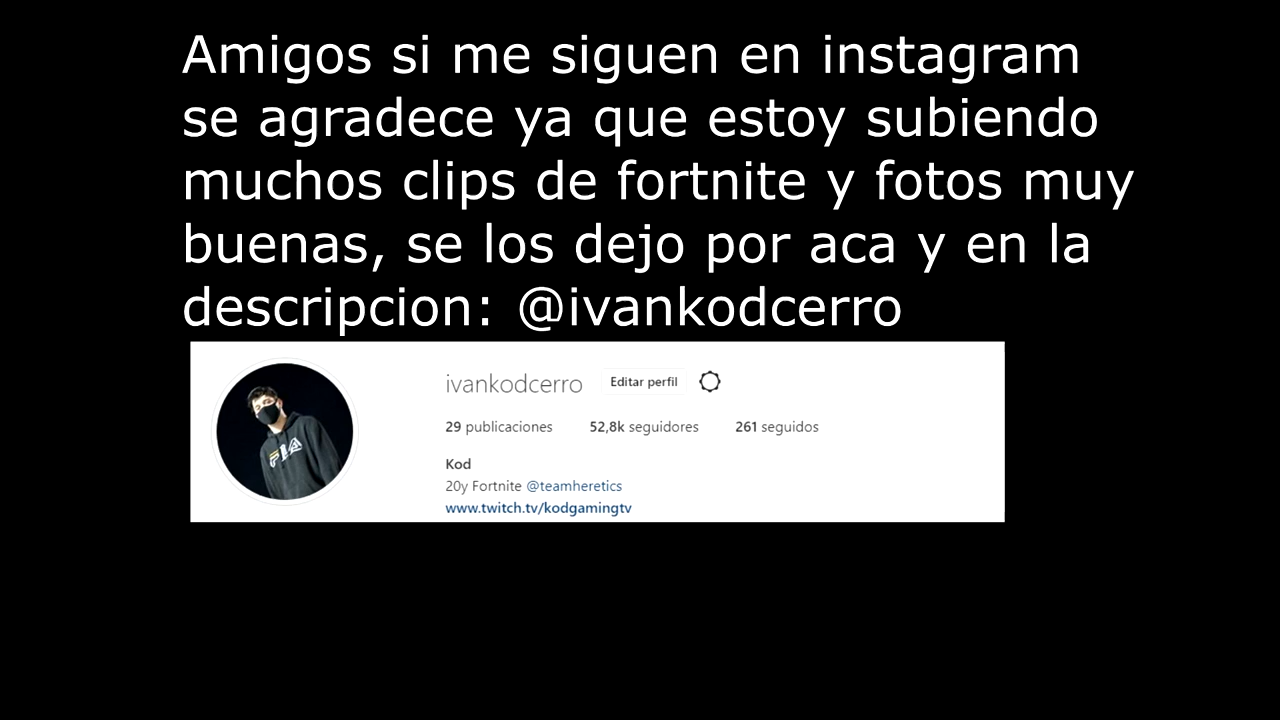 Amigos si me siguen en instagram
se agradece ya que estoy subiendo
muchos clips de fortnite y fotos muy
buenas, se los dejo por aca y en la
descripcion: @ivankodcerro
ivankodcerro Editar perfil
29 publicaciones 52,8k seguidores 261 seguidos
Kod
20y Fortnite @teamheretics
www.twitch.tv/kodgamingtv
FILA